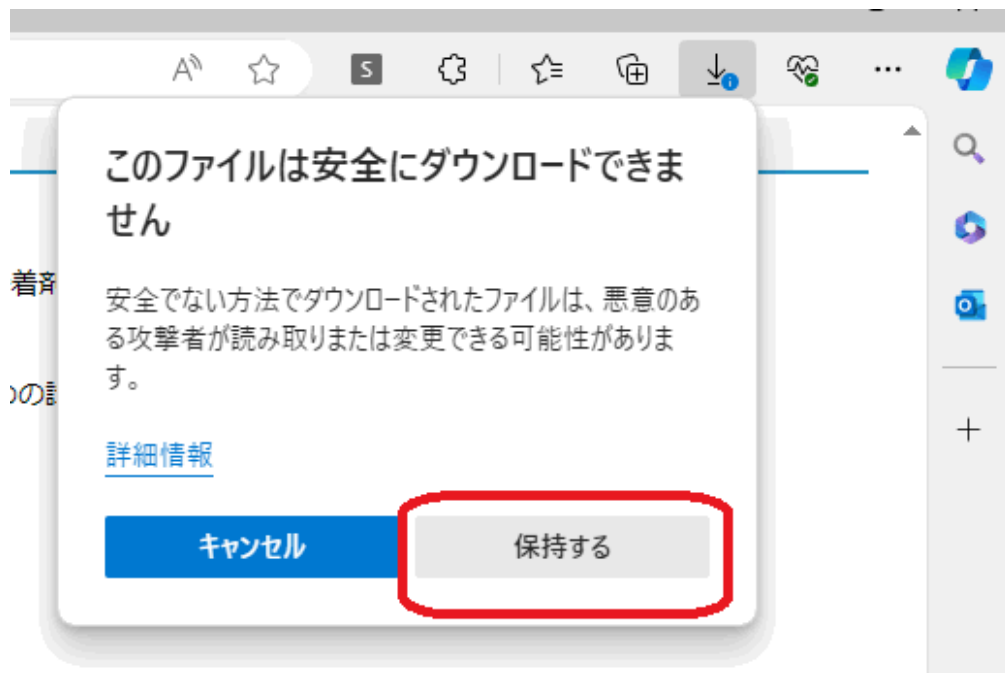 A
S
このファイルは安全にダウンロードできま
せん
着剤
安全でない方法でダウンロードされたファイルは、悪意のあ
る攻撃者が読み取りまたは変更できる可能性がありま
す。
の
詳細情報
キャンセル
保持する